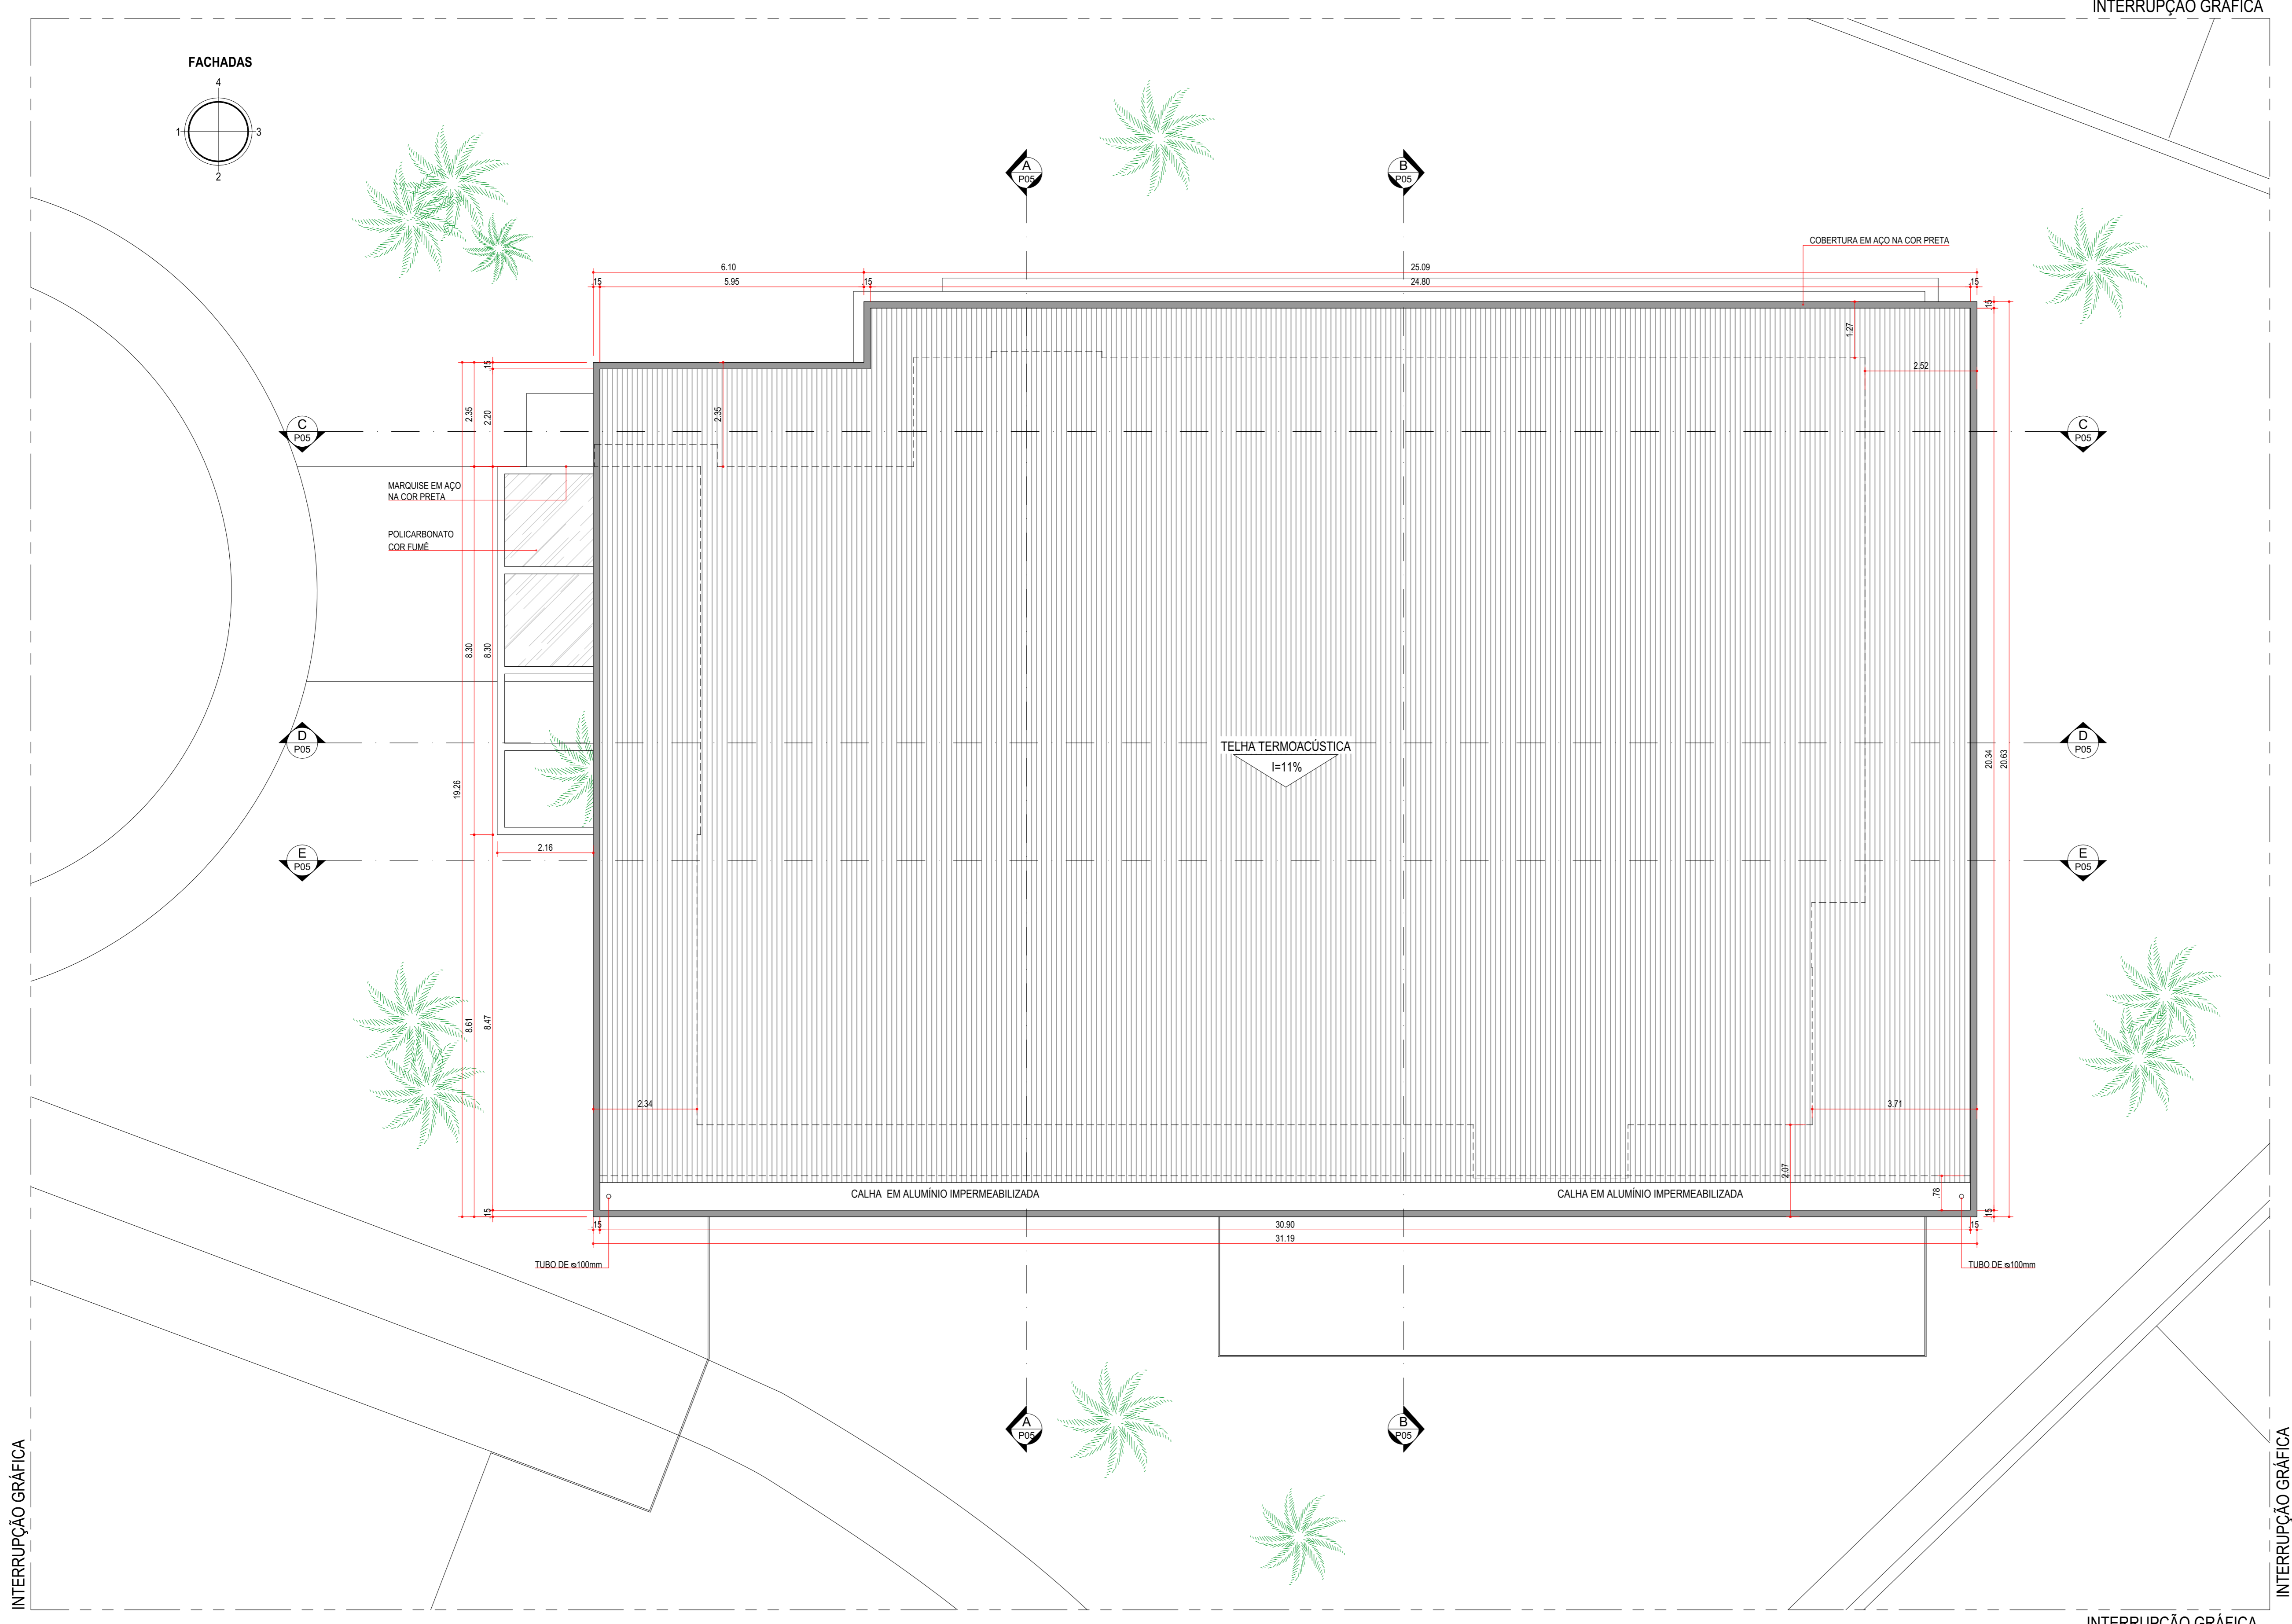 INTERRUPÇÃO GRÁFICA
FACHADAS
4
1
3
2
A
P05
B
P05
COBERTURA EM AÇO NA COR PRETA
6.10
25.09
.15
5.95
.15
24.80
.15
.15
.15
1.27
2.52
2.35
2.20
2.35
C
P05
C
P05
MARQUISE EM AÇO
NA COR PRETA
POLICARBONATO
COR FUMÊ
8.30
8.30
D
P05
D
P05
TELHA TERMOACÚSTICA
I=11%
20.34
20.63
19.26
2.16
E
P05
E
P05
8.61
8.47
2.34
3.71
2.07
.78
CALHA EM ALUMÍNIO IMPERMEABILIZADA
CALHA EM ALUMÍNIO IMPERMEABILIZADA
.15
.15
.15
30.90
.15
31.19
TUBO DE ⌀100mm
TUBO DE ⌀100mm
A
P05
B
P05
INTERRUPÇÃO GRÁFICA
INTERRUPÇÃO GRÁFICA
INTERRUPÇÃO GRÁFICA